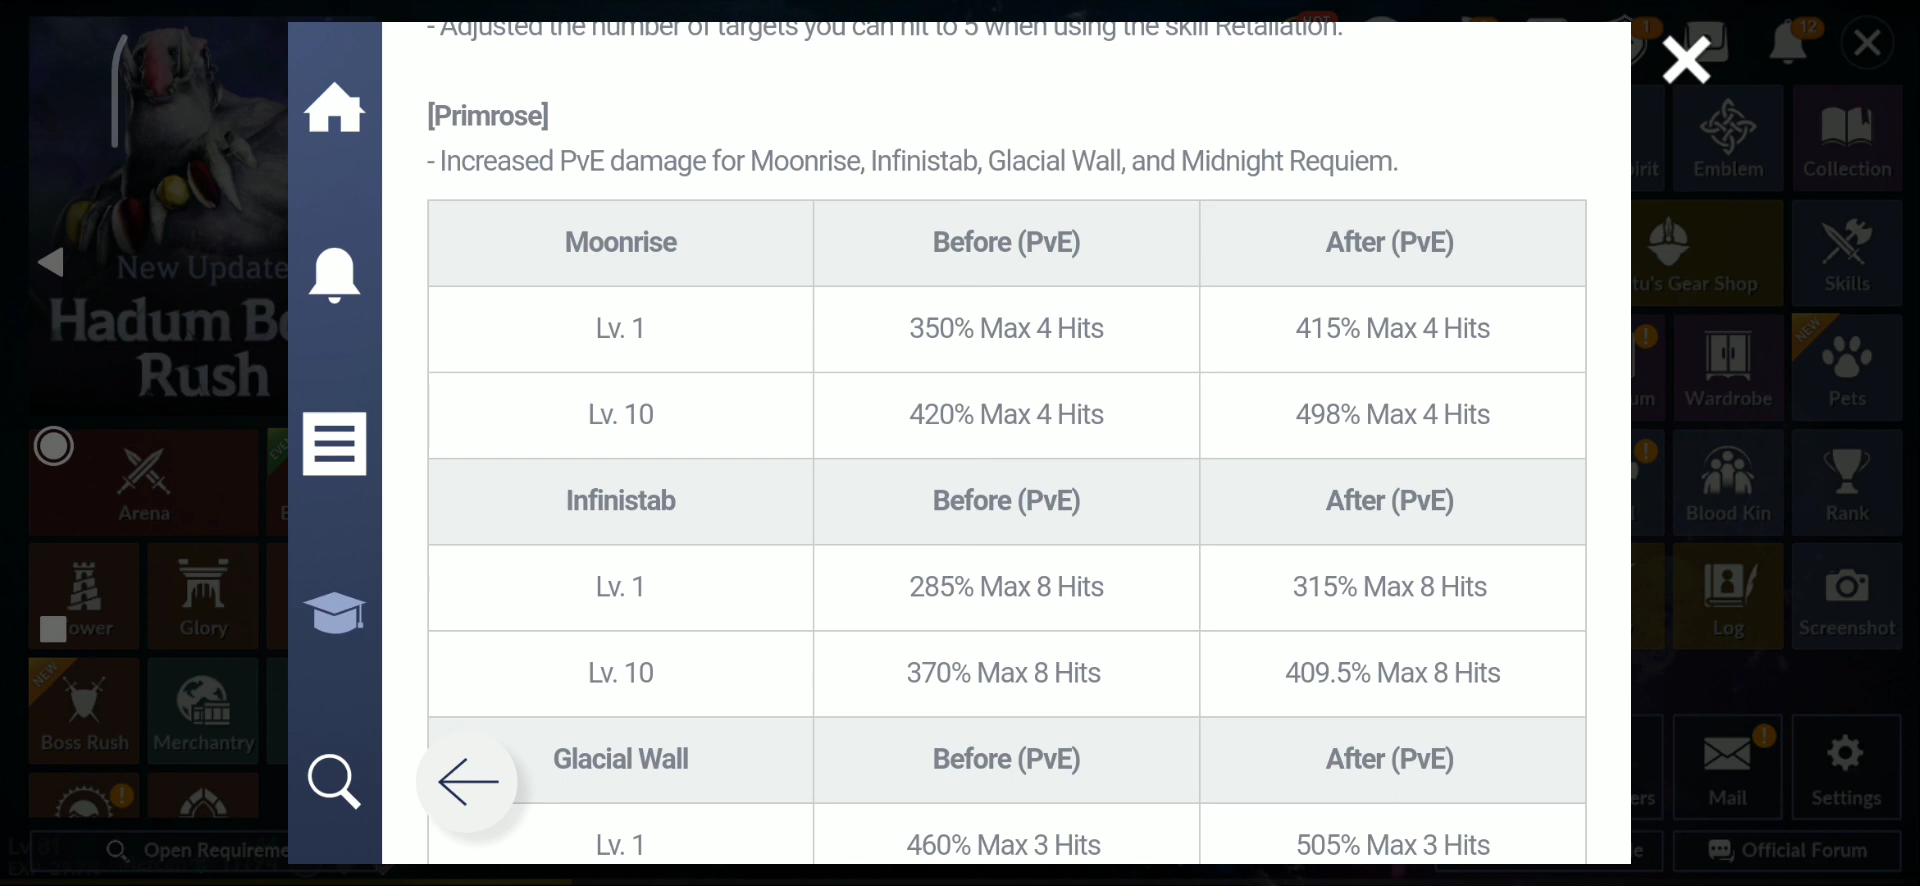 - Adjusted the number of targets you can hit to 5 when using the skill Retaliation.
[Primrose]
- Increased PvE damage for Moonrise, Infinistab, Glacial Wall, and Midnight Requiem.
Moonrise Before (PvE) After (PvE)
Lv. 1 350% Max 4 Hits 415% Max 4 Hits
Lv. 10 420% Max 4 Hits 498% Max 4 Hits
Infinistab Before (PvE) After (PvE)
Lv. 1 285% Max 8 Hits 315% Max 8 Hits
Lv. 10 370% Max 8 Hits 409.5% Max 8 Hits
Glacial Wall Before (PvE) After (PvE)
Lv. 1 460% Max 3 Hits 505% Max 3 Hits
New Update
Hadum
Rush
Arena
Glory
NEW
Boss Rush
Merchantry
Open
HOT
1
12
Emblem
Collection
Gear Shop
Skills
Wardrobe
NEW
Pets
Blood Kin
Rank
Log
Screenshot
Mail
Settings
Official Forum